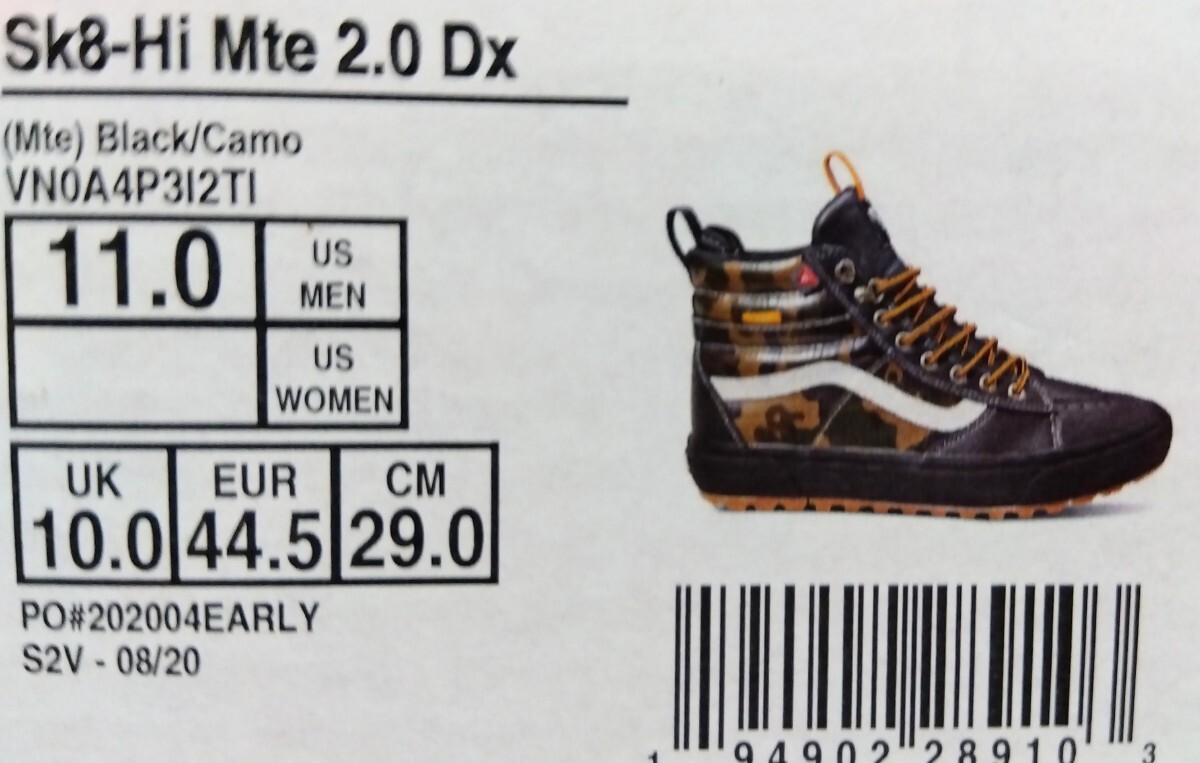 Sk8-Hi Mte 2.0 Dx
(Mte) Black/Camo
VN0A4P3I2TI
11.0 US MEN
US WOMEN
UK EUR CM
10.0 44.5 29.0
PO#202004EARLY
S2V - 08/20
1 94902 28910 3